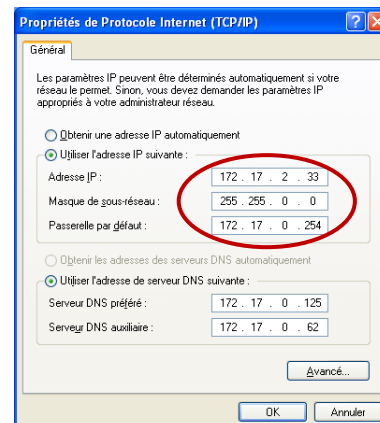 Propriétés de Protocole Internet (TCP/IP)
Général
Les paramètres IP peuvent être déterminés automatiquement si votre
réseau le permet. Sinon, vous devez demander les paramètres IP
appropriés à votre administrateur réseau.
Obtenir une adresse IP automatiquement
Utiliser l'adresse IP suivante :
Adresse IP : 172 . 17 . 2 . 33
Masque de sous-réseau : 255 . 255 . 0 . 0
Passerelle par défaut : 172 . 17 . 0 . 254
Obtenir les adresses des serveurs DNS automatiquement
Utiliser l'adresse de serveur DNS suivante :
Serveur DNS préféré : 172 . 17 . 0 . 125
Serveur DNS auxiliaire : 172 . 17 . 0 . 62
Avancé...
OK Annuler